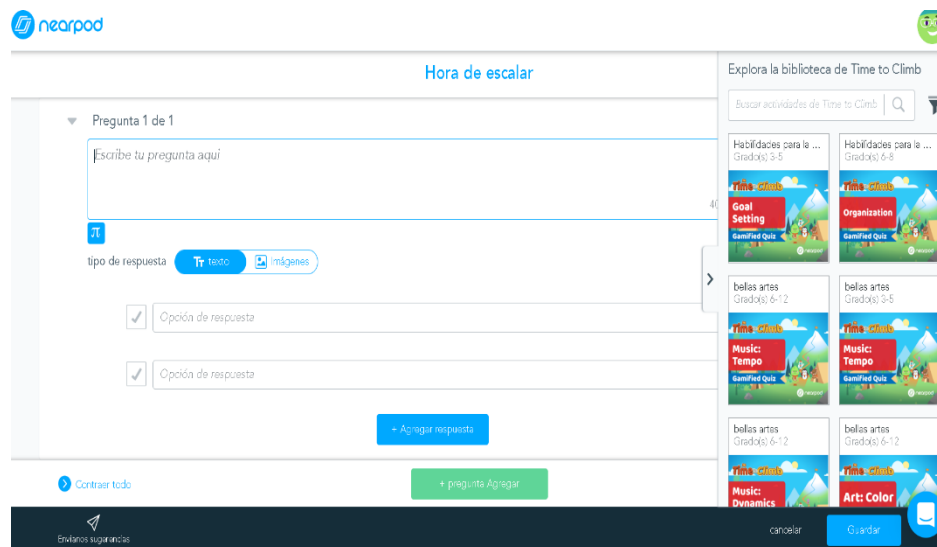 nearpod
Hora de escalar
Pregunta 1 de 1
Escribe tu pregunta aquí
40
π
tipo de respuesta
Tт texto
Imágenes
Opción de respuesta
Opción de respuesta
+ Agregar respuesta
Contraer todo
+ pregunta Agregar
Envíanos sugerencias
cancelar
Guardar
Explora la biblioteca de Time to Climb
Buscar actividades de Time to Climb
Habilidades para la ...
Grado(s) 3-5
Time to Climb
Goal
Setting
Gamified Quiz
nearpod
Habilidades para la ...
Grado(s) 6-8
Time to Climb
Organization
Gamified Quiz
nearpod
bellas artes
Grado(s) 6-12
Time to Climb
Music:
Tempo
Gamified Quiz
nearpod
bellas artes
Grado(s) 3-5
Time to Climb
Music:
Tempo
Gamified Quiz
nearpod
bellas artes
Grado(s) 6-12
Time to Climb
Music:
Dynamics
bellas artes
Grado(s) 6-12
Time to Climb
Art: Color